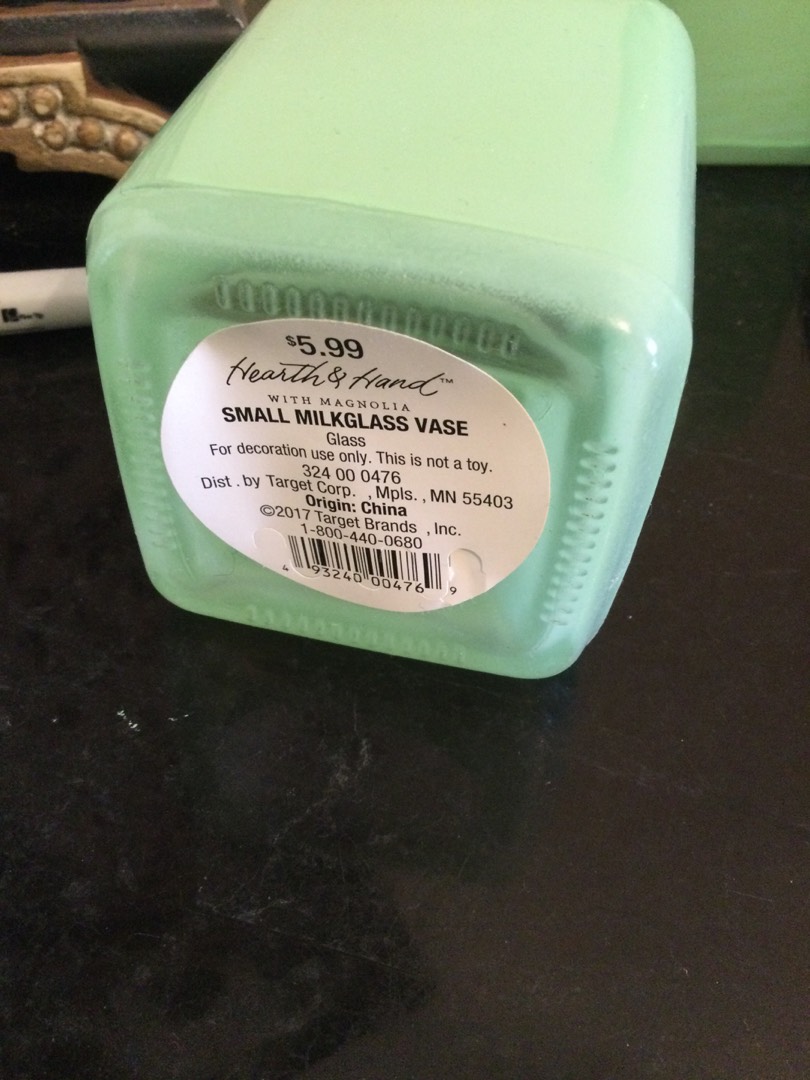 $5.99
Hearth & Hand™
WITH MAGNOLIA
SMALL MILKGLASS VASE
Glass
For decoration use only. This is not a toy.
324 00 0476
Dist . by Target Corp. , Mpls. , MN 55403
Origin: China
©2017 Target Brands , Inc.
1-800-440-0680
4 93240 00476 9